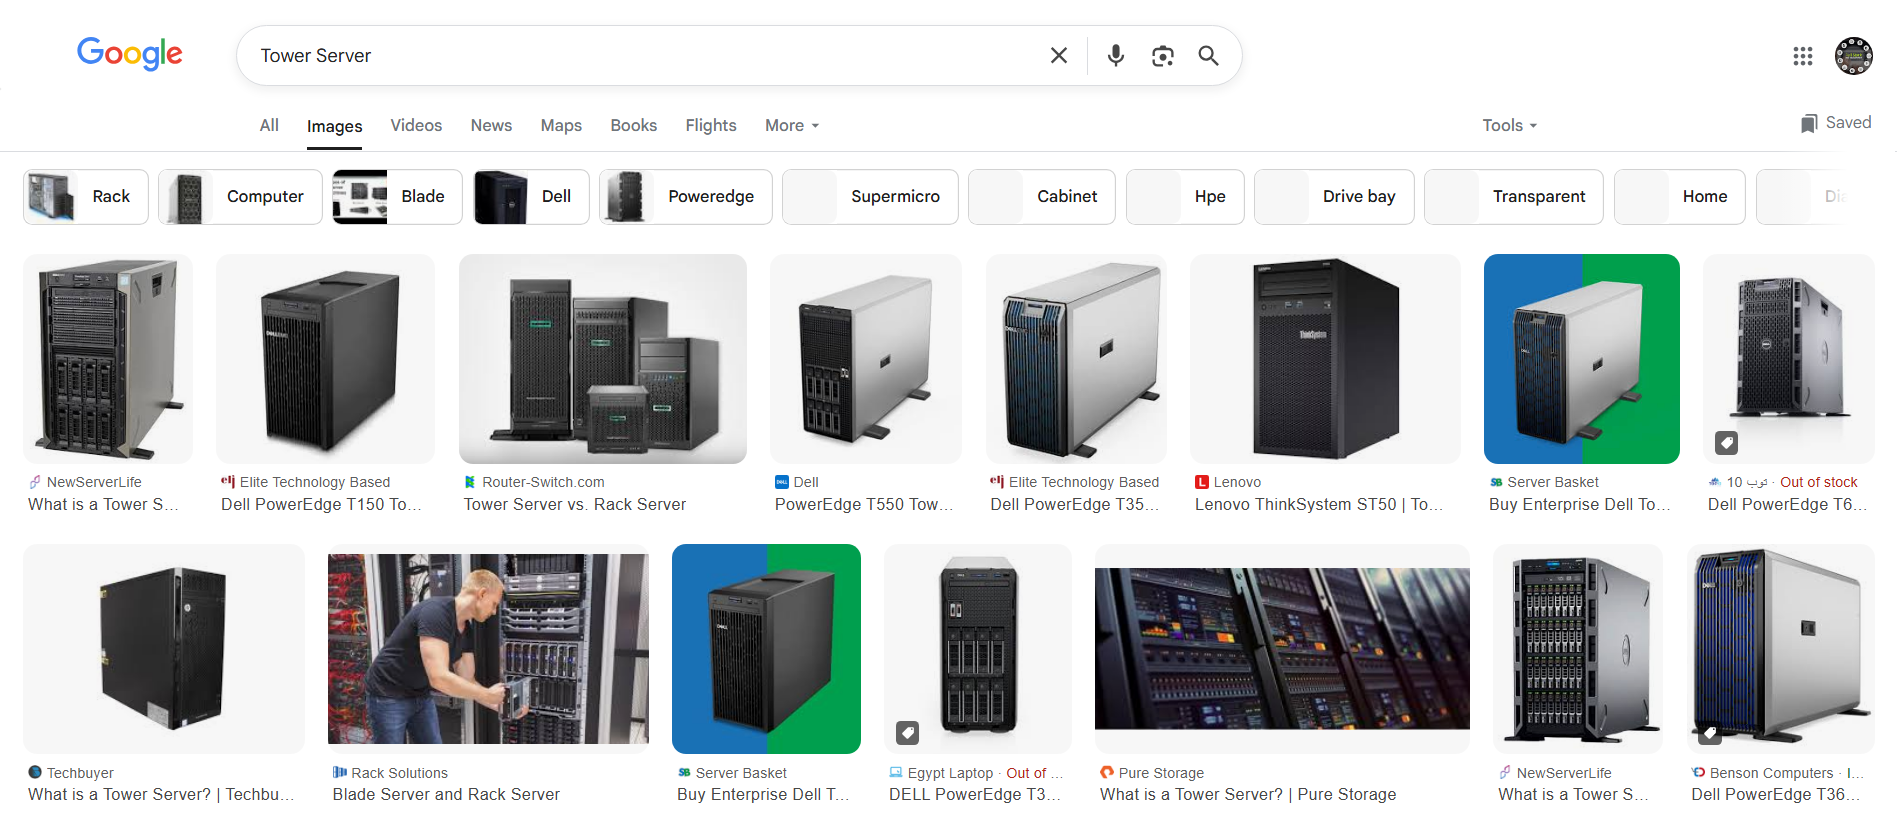 Google
Tower Server
All
Images
Videos
News
Maps
Books
Flights
More
Tools
Saved
Rack
Computer
Blade
Dell
Poweredge
Supermicro
Cabinet
Hpe
Drive bay
Transparent
Home
NewServerLife
What is a Tower S...
Elite Technology Based
Dell PowerEdge T150 To...
Router-Switch.com
Tower Server vs. Rack Server
Dell
PowerEdge T550 Tow...
Elite Technology Based
Dell PowerEdge T35...
ThinkSystem
Lenovo
Lenovo ThinkSystem ST50 | To...
Server Basket
Buy Enterprise Dell To...
10 توب · Out of stock
Dell PowerEdge T6...
Techbuyer
What is a Tower Server? | Techbu...
Rack Solutions
Blade Server and Rack Server
DELL
Server Basket
Buy Enterprise Dell T...
Egypt Laptop · Out of ...
DELL PowerEdge T3...
Pure Storage
What is a Tower Server? | Pure Storage
NewServerLife
What is a Tower S...
DELL
Benson Computers · I...
Dell PowerEdge T36...